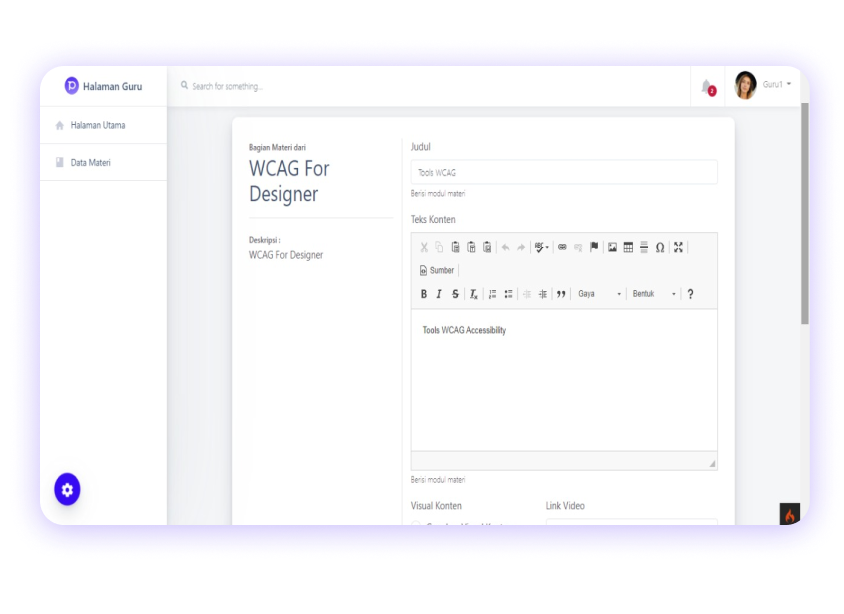 Halaman Guru
Search for something...
2
Guru1
Halaman Utama
Data Materi
Bagian Materi dari
WCAG For
Designer
Deskripsi :
WCAG For Designer
Judul
Tools WCAG
Berisi modul materi
Teks Konten
Sumber
B I S Gaya Bentuk ?
Tools WCAG Accessibility
Berisi modul materi
Visual Konten
Link Video